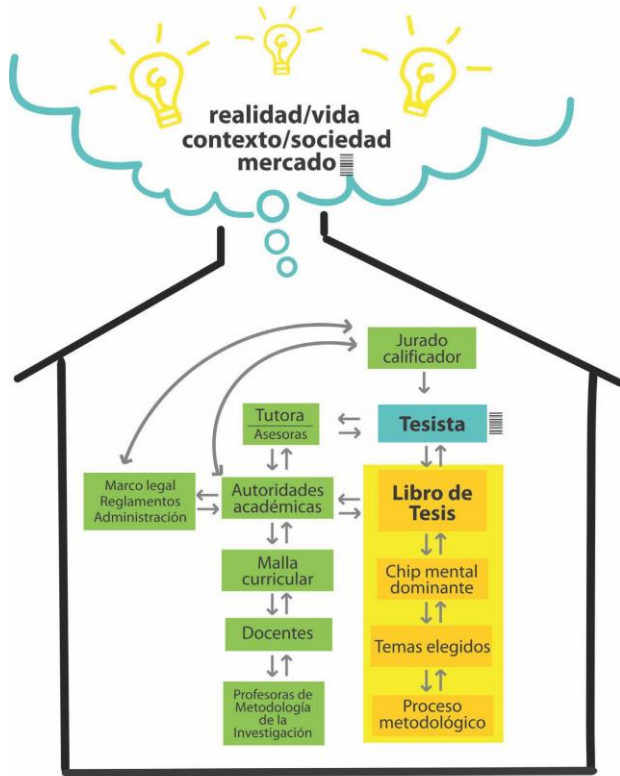 realidad/vida
contexto/sociedad
mercado
Jurado
calificador
Tutora
Asesoras
Tesista
Marco legal
Reglamentos
Administración
Autoridades
académicas
Libro de
Tesis
Malla
curricular
Chip mental
dominante
Docentes
Temas elegidos
Profesoras de
Metodología
de la
Investigación
Proceso
metodológico